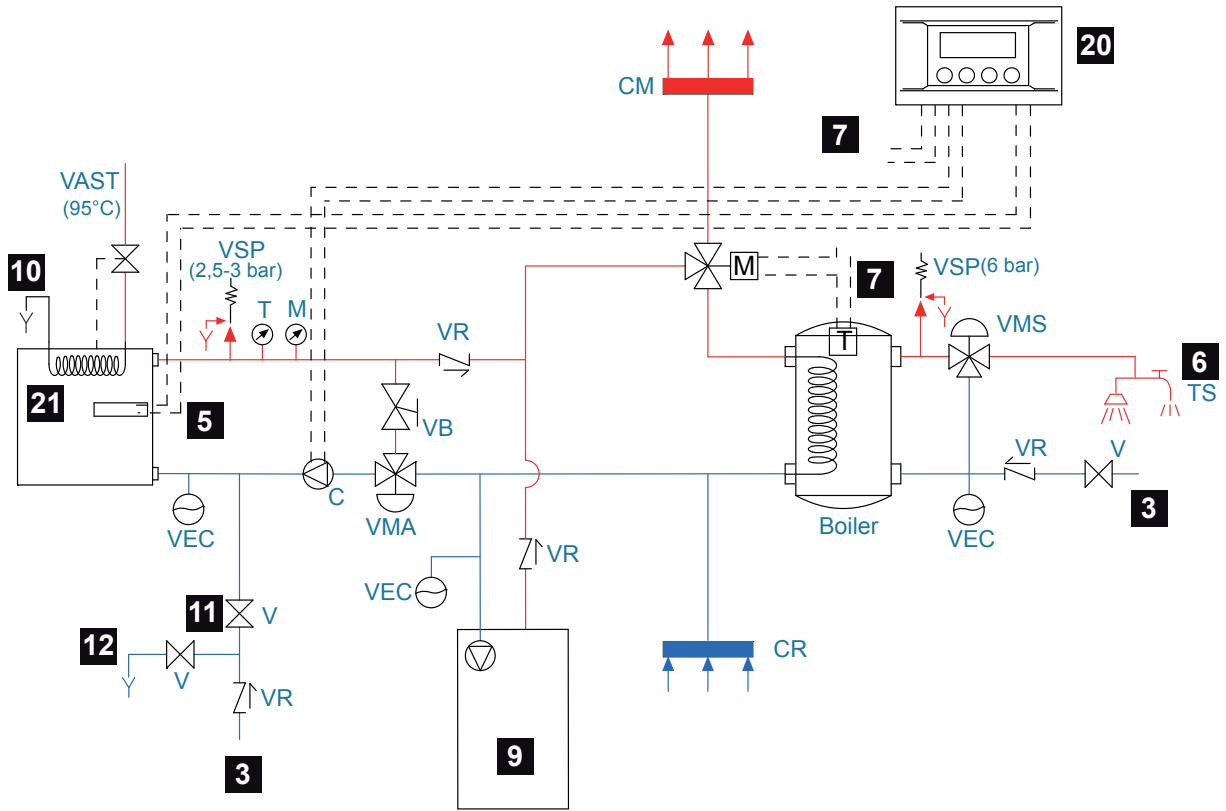 CM
20
7
VAST
(95°C)
VSP
(2,5-3 bar)
10
T
M
VR
M
7
VSP(6 bar)
VMS
T
6
TS
21
5
VB
VR
V
C
VMA
3
VEC
Boiler
VEC
VR
VEC
11
V
12
V
VR
CR
9
3